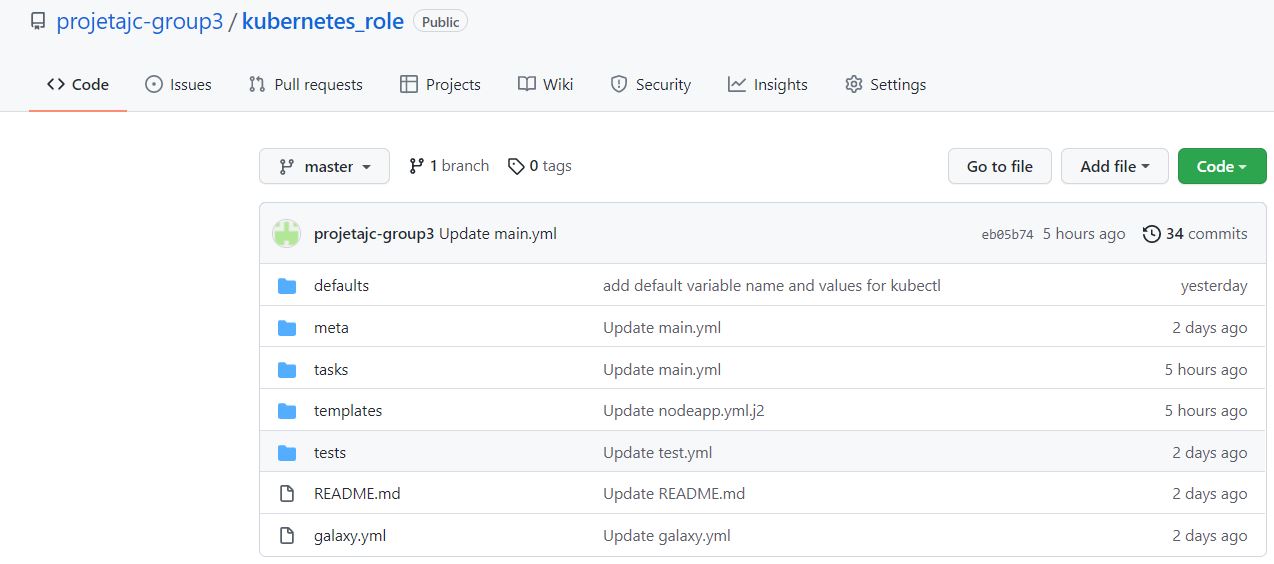 projetajc-group3 / kubernetes_role Public
Code Issues Pull requests Projects Wiki Security Insights Settings
master 1 branch 0 tags Go to file Add file Code
projetajc-group3 Update main.yml eb05b74 5 hours ago 34 commits
defaults add default variable name and values for kubectl yesterday
meta Update main.yml 2 days ago
tasks Update main.yml 5 hours ago
templates Update nodeapp.yml.j2 5 hours ago
tests Update test.yml 2 days ago
README.md Update README.md 2 days ago
galaxy.yml Update galaxy.yml 2 days ago